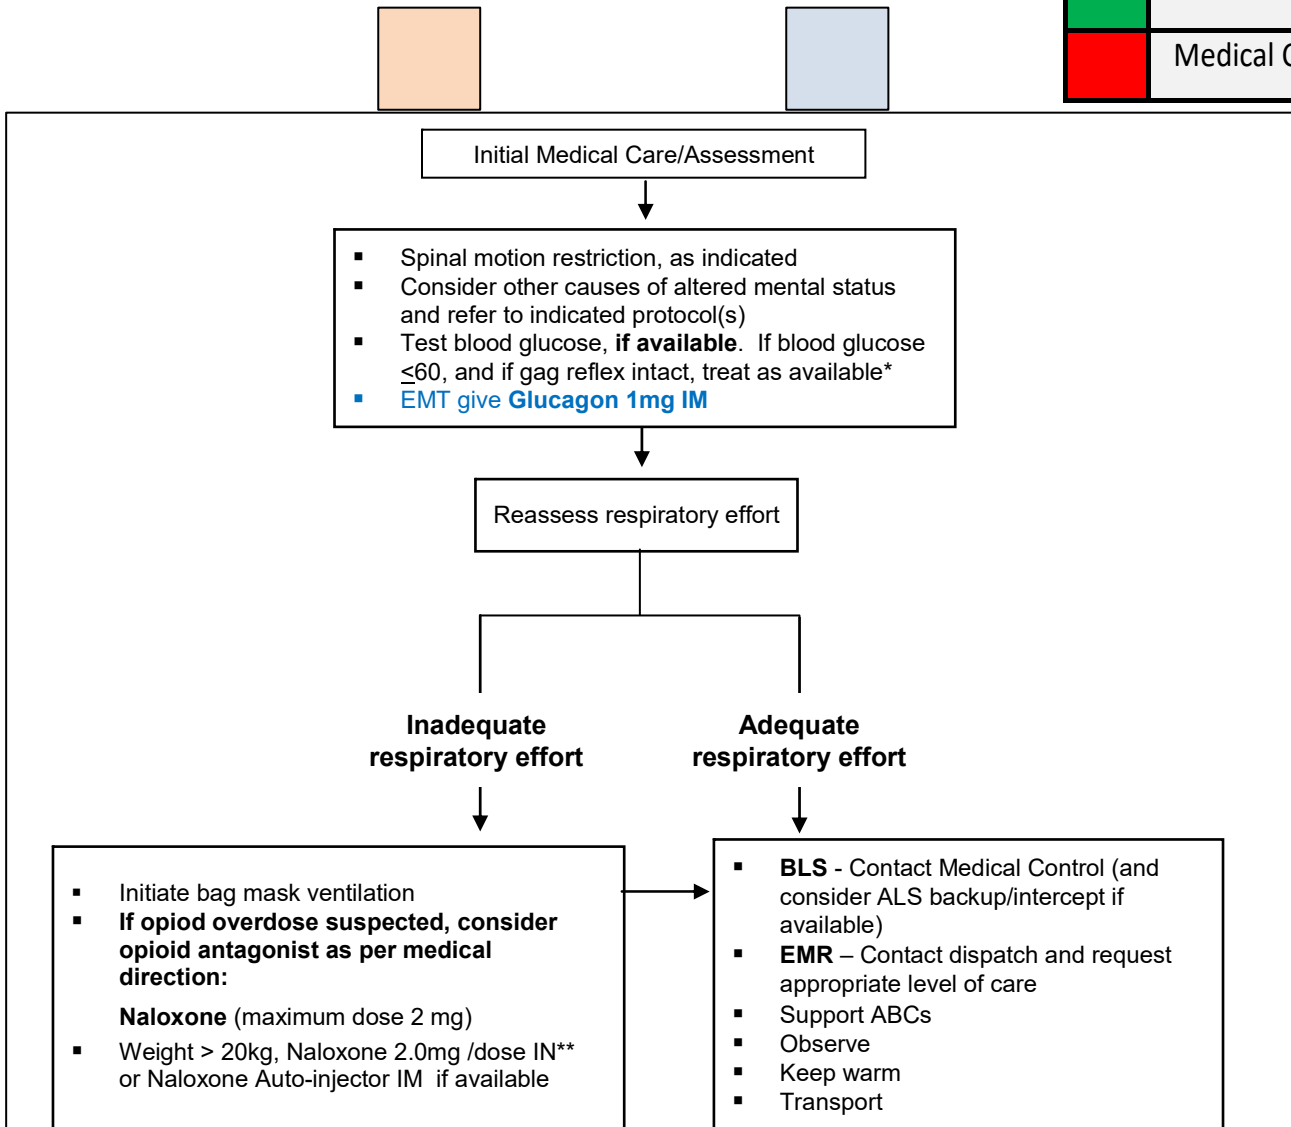 Medical
Initial Medical Care/Assessment
▪ Spinal motion restriction, as indicated
▪ Consider other causes of altered mental status
and refer to indicated protocol(s)
▪ Test blood glucose, if available. If blood glucose
≤60, and if gag reflex intact, treat as available*
▪ EMT give Glucagon 1mg IM
Reassess respiratory effort
Inadequate
respiratory effort
Adequate
respiratory effort
▪ Initiate bag mask ventilation
▪ If opiod overdose suspected, consider
opioid antagonist as per medical
direction:
Naloxone (maximum dose 2 mg)
▪ Weight > 20kg, Naloxone 2.0mg /dose IN**
or Naloxone Auto-injector IM if available
▪ BLS - Contact Medical Control (and
consider ALS backup/intercept if
available)
▪ EMR – Contact dispatch and request
appropriate level of care
▪ Support ABCs
▪ Observe
▪ Keep warm
▪ Transport